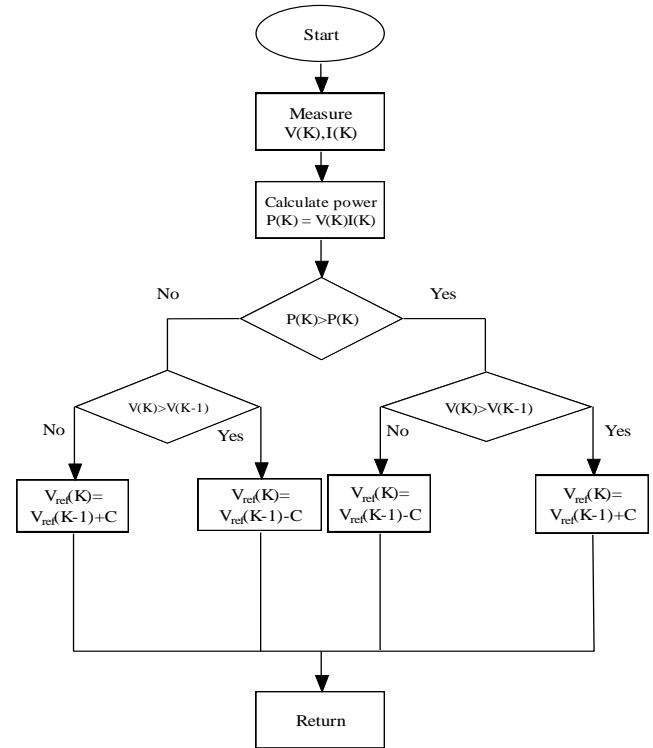 Start
Measure
V(K),I(K)
Calculate power
P(K) = V(K)I(K)
No
Yes
P(K)>P(K)
V(K)>V(K-1)
V(K)>V(K-1)
No
Yes
No
Yes
Vref(K)=
Vref(K-1)+C
Vref(K)=
Vref(K-1)-C
Vref(K)=
Vref(K-1)-C
Vref(K)=
Vref(K-1)+C
Return